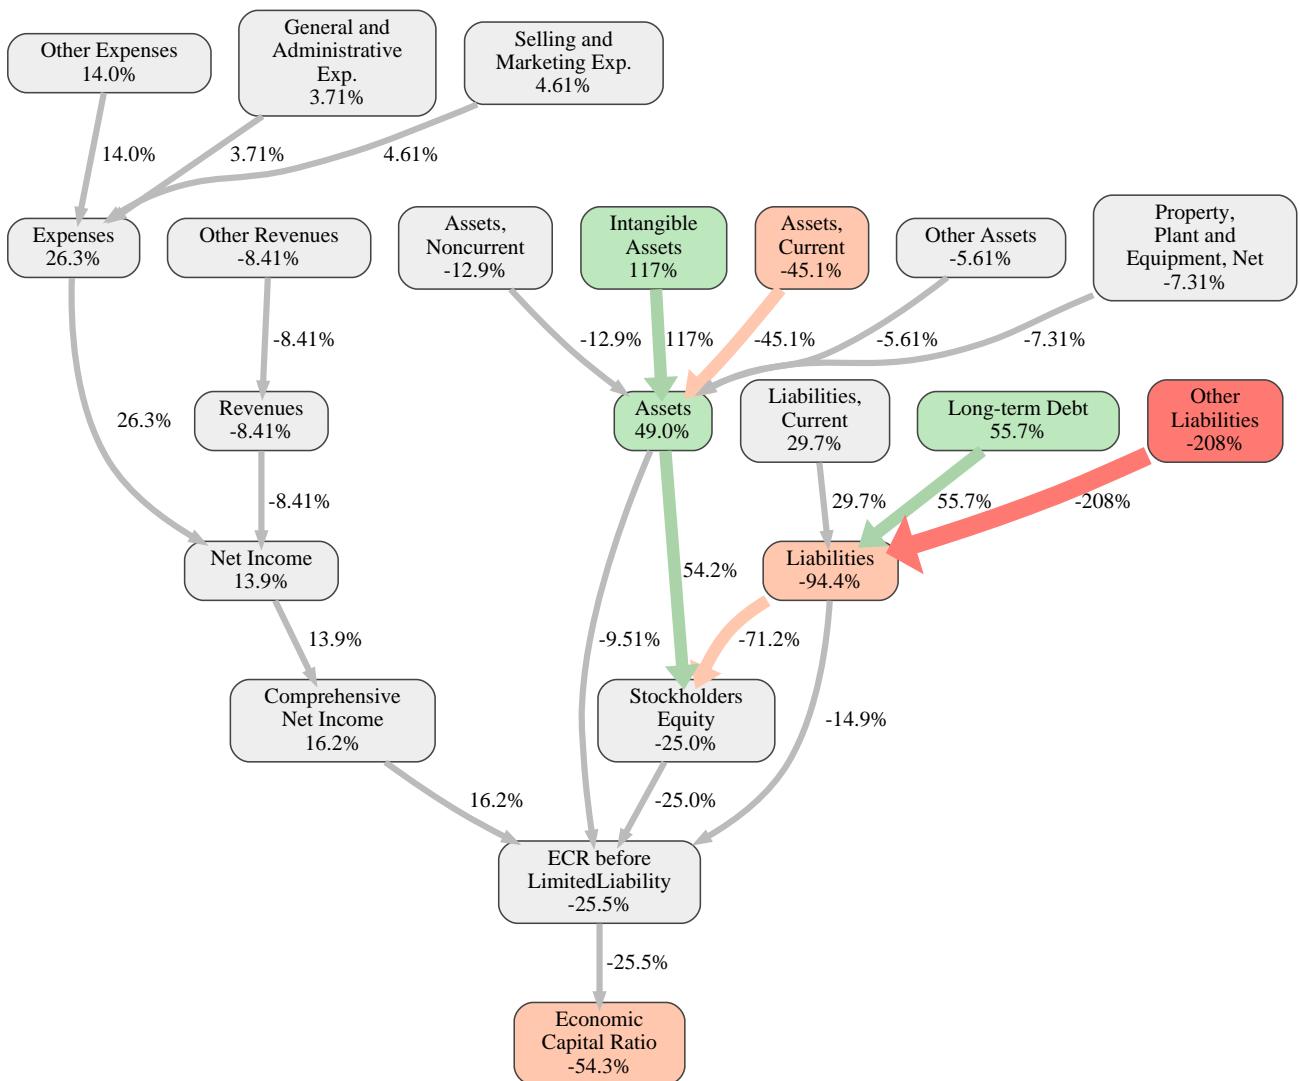 Other Expenses
14.0%
General and
Administrative
Exp.
3.71%
Selling and
Marketing Exp.
4.61%
14.0%
3.71%
4.61%
Expenses
26.3%
Other Revenues
-8.41%
Assets,
Noncurrent
-12.9%
Intangible
Assets
117%
Assets,
Current
-45.1%
Other Assets
-5.61%
Property,
Plant and
Equipment, Net
-7.31%
-8.41%
-12.9%
117%
-45.1%
-5.61%
-7.31%
26.3%
Revenues
-8.41%
Assets
49.0%
Liabilities,
Current
29.7%
Long-term Debt
55.7%
Other
Liabilities
-208%
-8.41%
29.7%
55.7%
-208%
Net Income
13.9%
54.2%
Liabilities
-94.4%
13.9%
-9.51%
-71.2%
Comprehensive
Net Income
16.2%
Stockholders
Equity
-25.0%
-14.9%
16.2%
-25.0%
ECR before
LimitedLiability
-25.5%
-25.5%
Economic
Capital Ratio
-54.3%